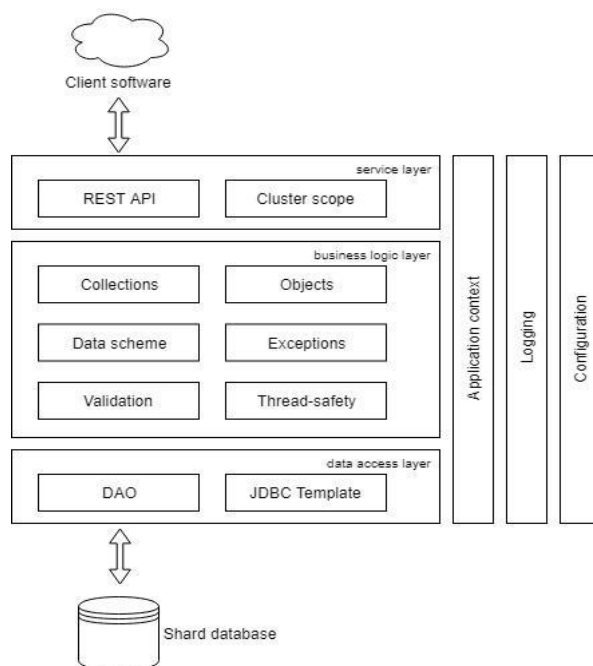 Client software
service layer
REST API
Cluster scope
business logic layer
Collections
Objects
Data scheme
Exceptions
Validation
Thread-safety
data access layer
DAO
JDBC Template
Application context
Logging
Configuration
Shard database